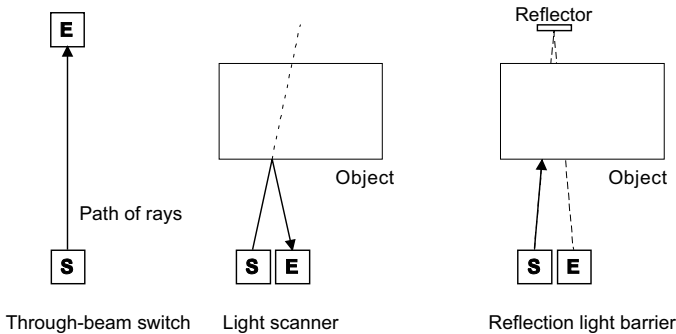 E
Reflector
Object
Object
Path of rays
S
S E
S E
Through-beam switch
Light scanner
Reflection light barrier